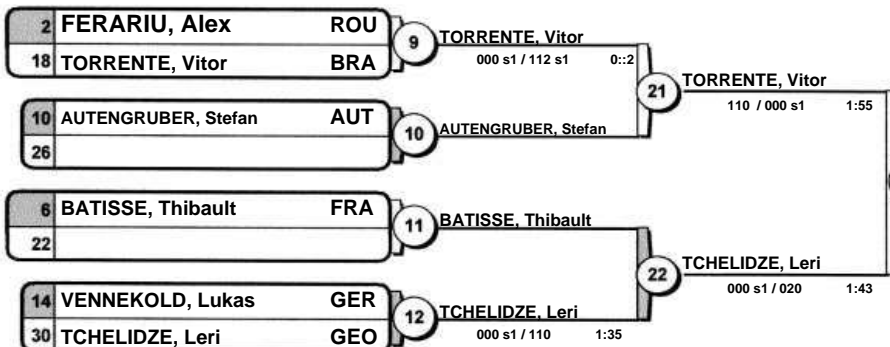 2 FERARIU, Alex ROU
18 TORRENTE, Vitor BRA
9
TORRENTE, Vitor
000 s1 / 112 s1 0::2
10 AUTENGRUBER, Stefan AUT
26
10
AUTENGRUBER, Stefan
21
TORRENTE, Vitor
110 / 000 s1 1:55
6 BATISSE, Thibault FRA
22
11
BATISSE, Thibault
14 VENNEKOLD, Lukas GER
30 TCHELIDZE, Leri GEO
12
TCHELIDZE, Leri
000 s1 / 110 1:35
22
TCHELIDZE, Leri
000 s1 / 020 1:43